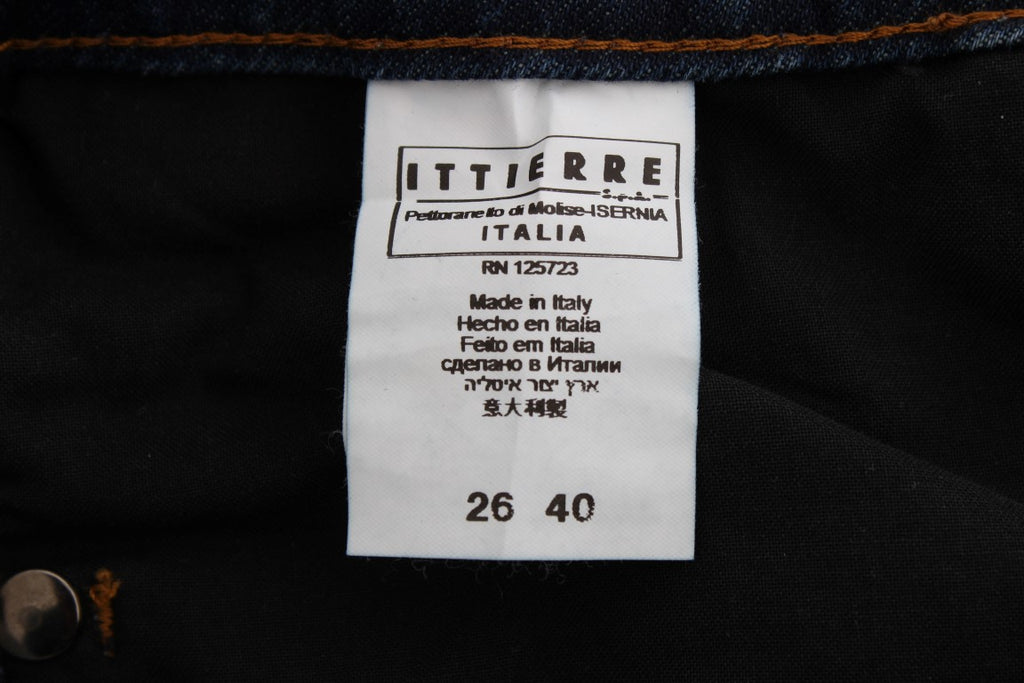 ITTIERRE
S.p.A.
Pettoranello di Molise-ISERNIA
ITALIA
RN 125723
Made in Italy
Hecho en Italia
Feito em Italia
сделано в Италии
ארץ יצור איטליה
意大利製
26 40